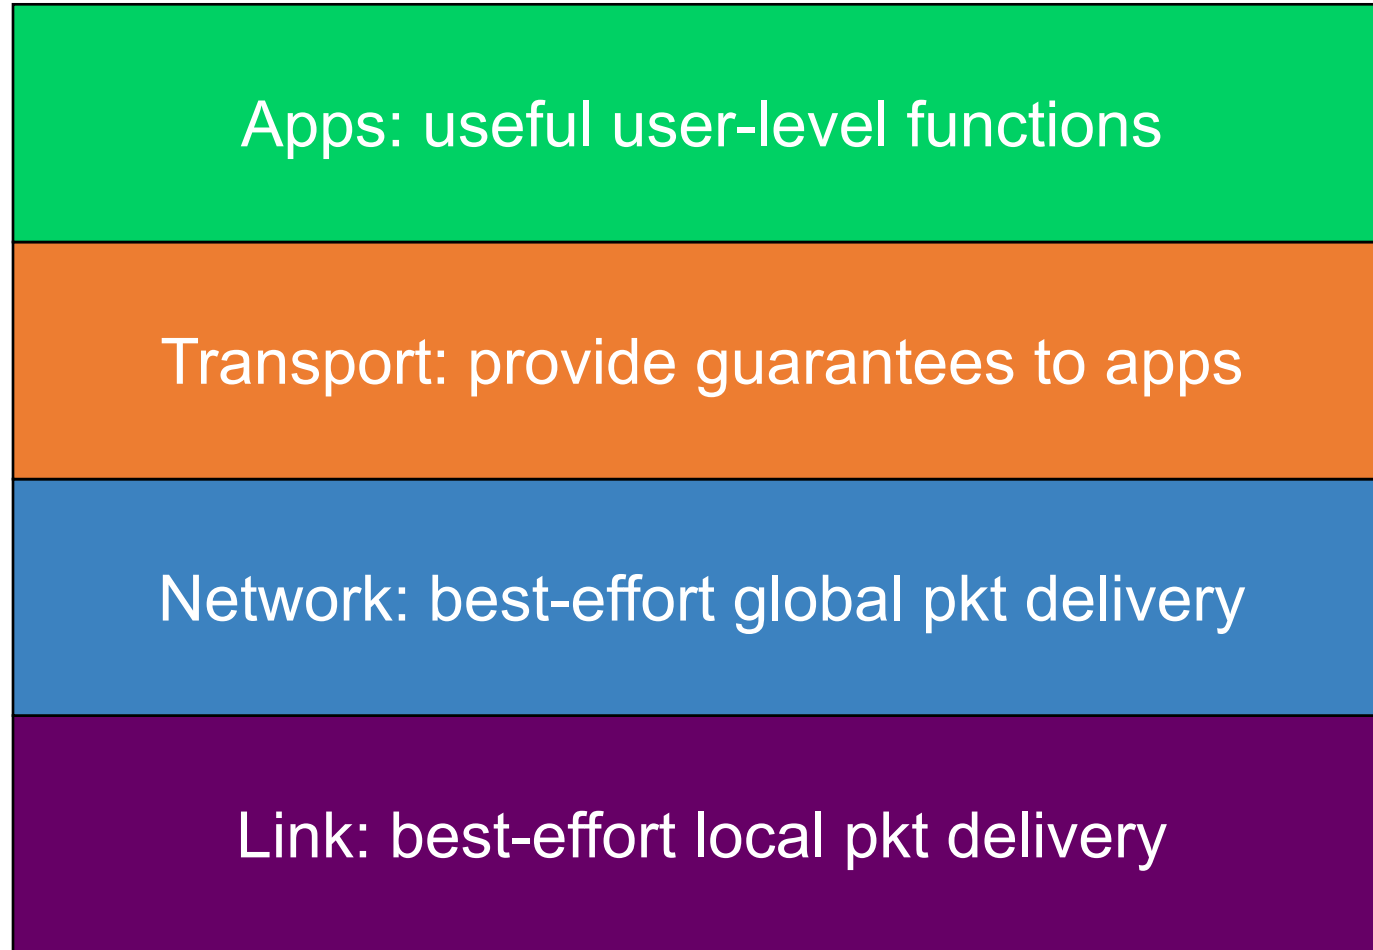 Apps: useful user-level functions
Transport: provide guarantees to apps
Network: best-effort global pkt delivery
Link: best-effort local pkt delivery